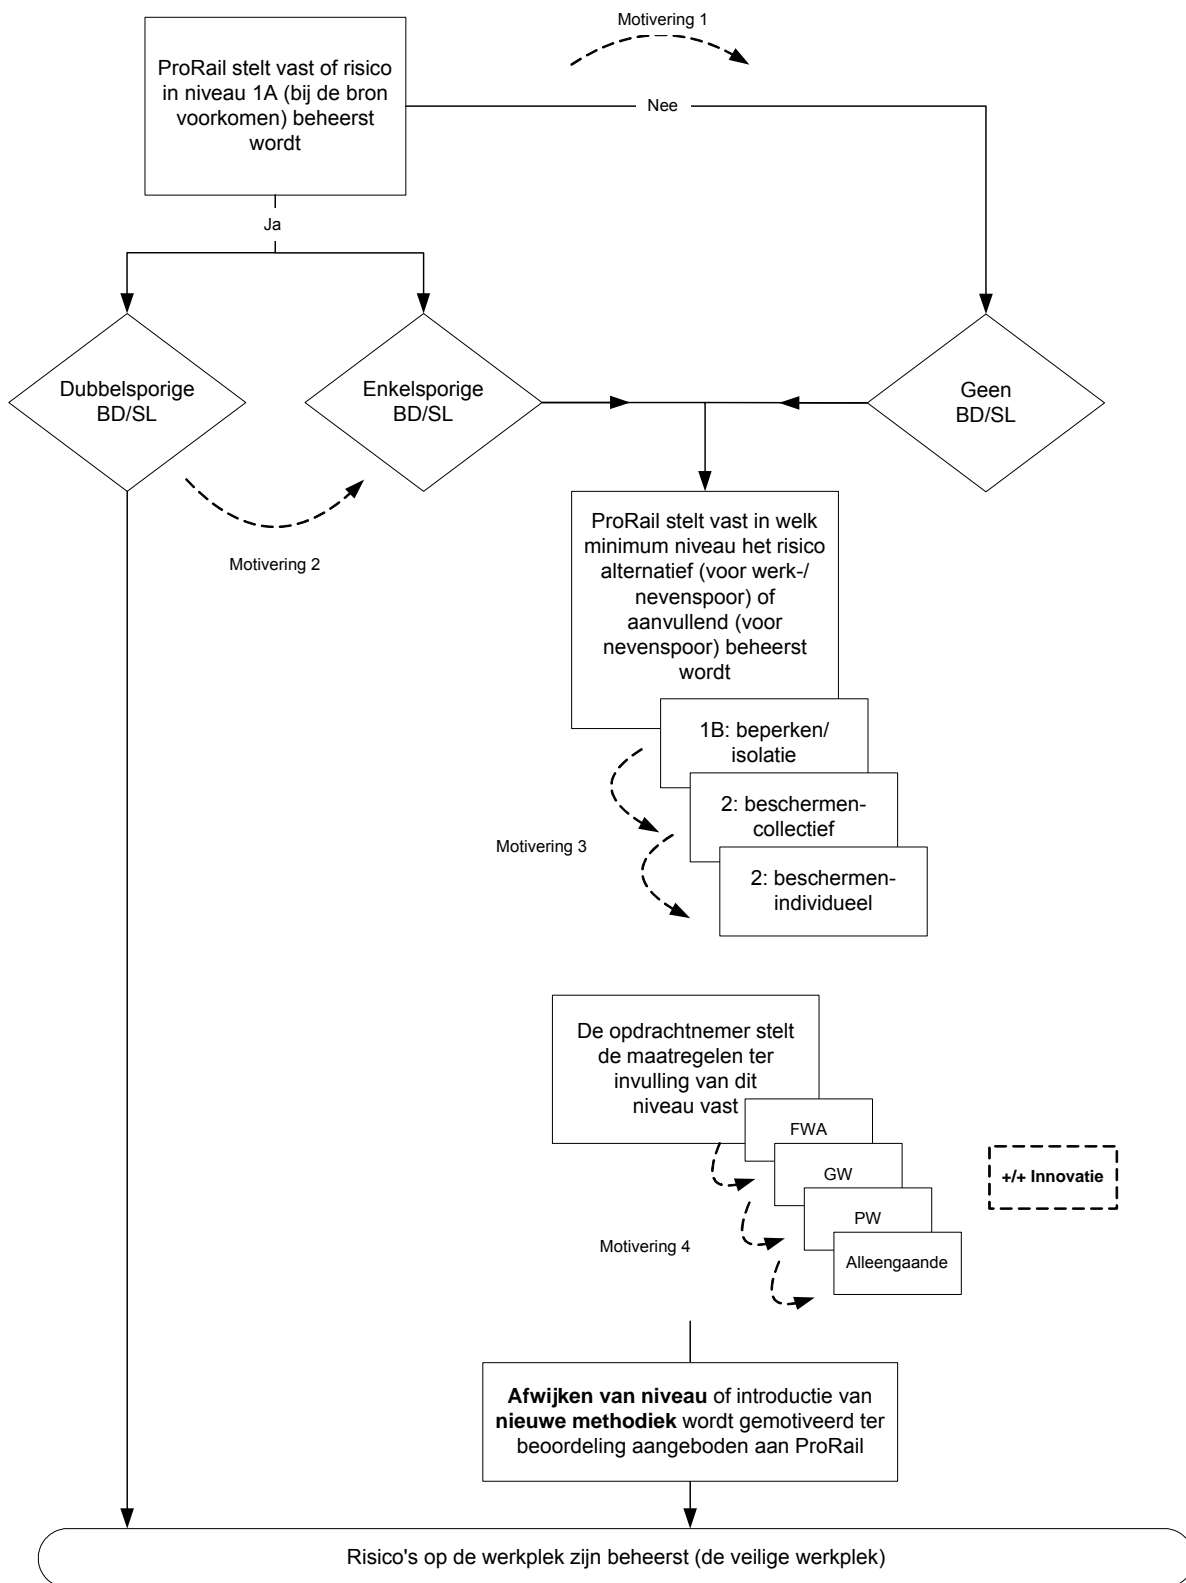 Motivering 1
ProRail stelt vast of risico
in niveau 1A (bij de bron
voorkomen) beheerst
wordt
Nee
Ja
Dubbelsporige
BD/SL
Enkelsporige
BD/SL
Geen
BD/SL
Motivering 2
ProRail stelt vast in welk
minimum niveau het risico
alternatief (voor werk-/
nevenspoor) of
aanvullend (voor
nevenspoor) beheerst
wordt
1B: beperken/
isolatie
2: beschermen-
collectief
Motivering 3
2: beschermen-
individueel
De opdrachtnemer stelt
de maatregelen ter
invulling van dit
niveau vast
FWA
GW
+/+ Innovatie
PW
Motivering 4
Alleengaande
Afwijken van niveau of introductie van
nieuwe methodiek wordt gemotiveerd ter
beoordeling aangeboden aan ProRail
Risico's op de werkplek zijn beheerst (de veilige werkplek)